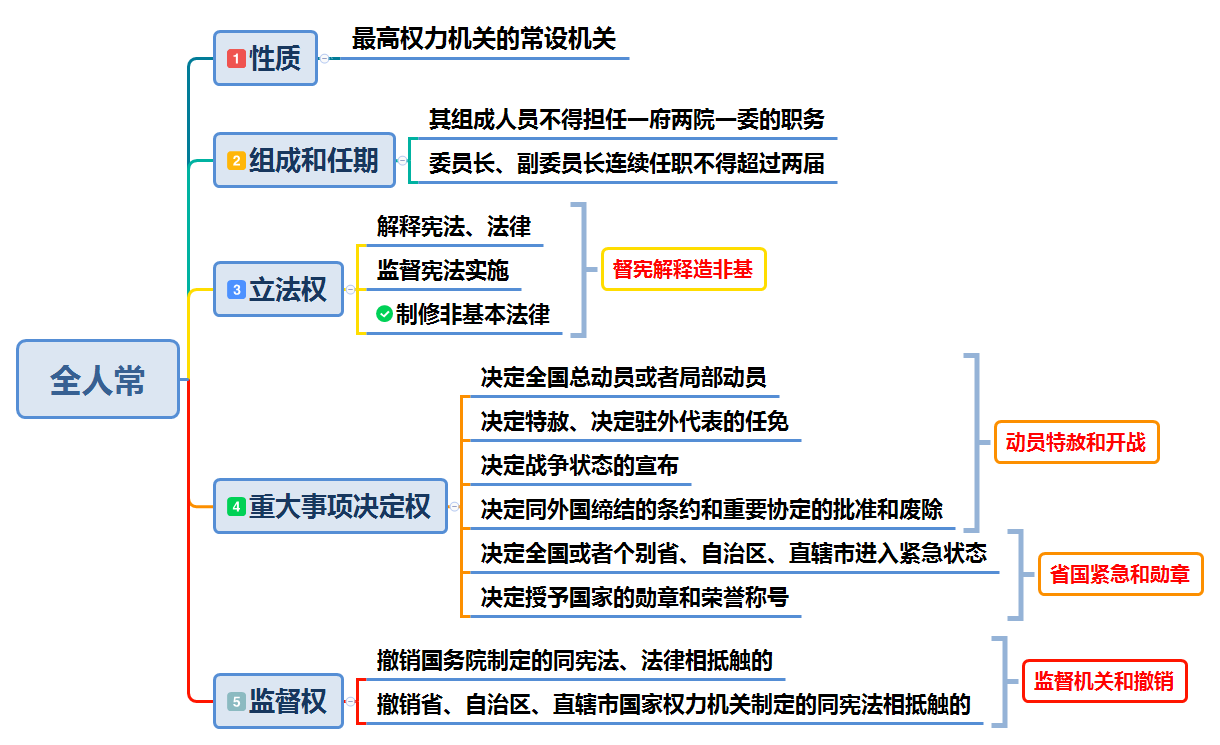 全人常
1 性质
最高权力机关的常设机关
2 组成和任期
其组成人员不得担任一府两院一委的职务
委员长、副委员长连续任职不得超过两届
3 立法权
解释宪法、法律
监督宪法实施
制修非基本法律
督宪解释造非基
4 重大事项决定权
决定全国总动员或者局部动员
决定特赦、决定驻外代表的任免
决定战争状态的宣布
决定同外国缔结的条约和重要协定的批准和废除
动员特赦和开战
决定全国或者个别省、自治区、直辖市进入紧急状态
决定授予国家的勋章和荣誉称号
省国紧急和勋章
5 监督权
撤销国务院制定的同宪法、法律相抵触的
撤销省、自治区、直辖市国家权力机关制定的同宪法相抵触的
监督机关和撤销